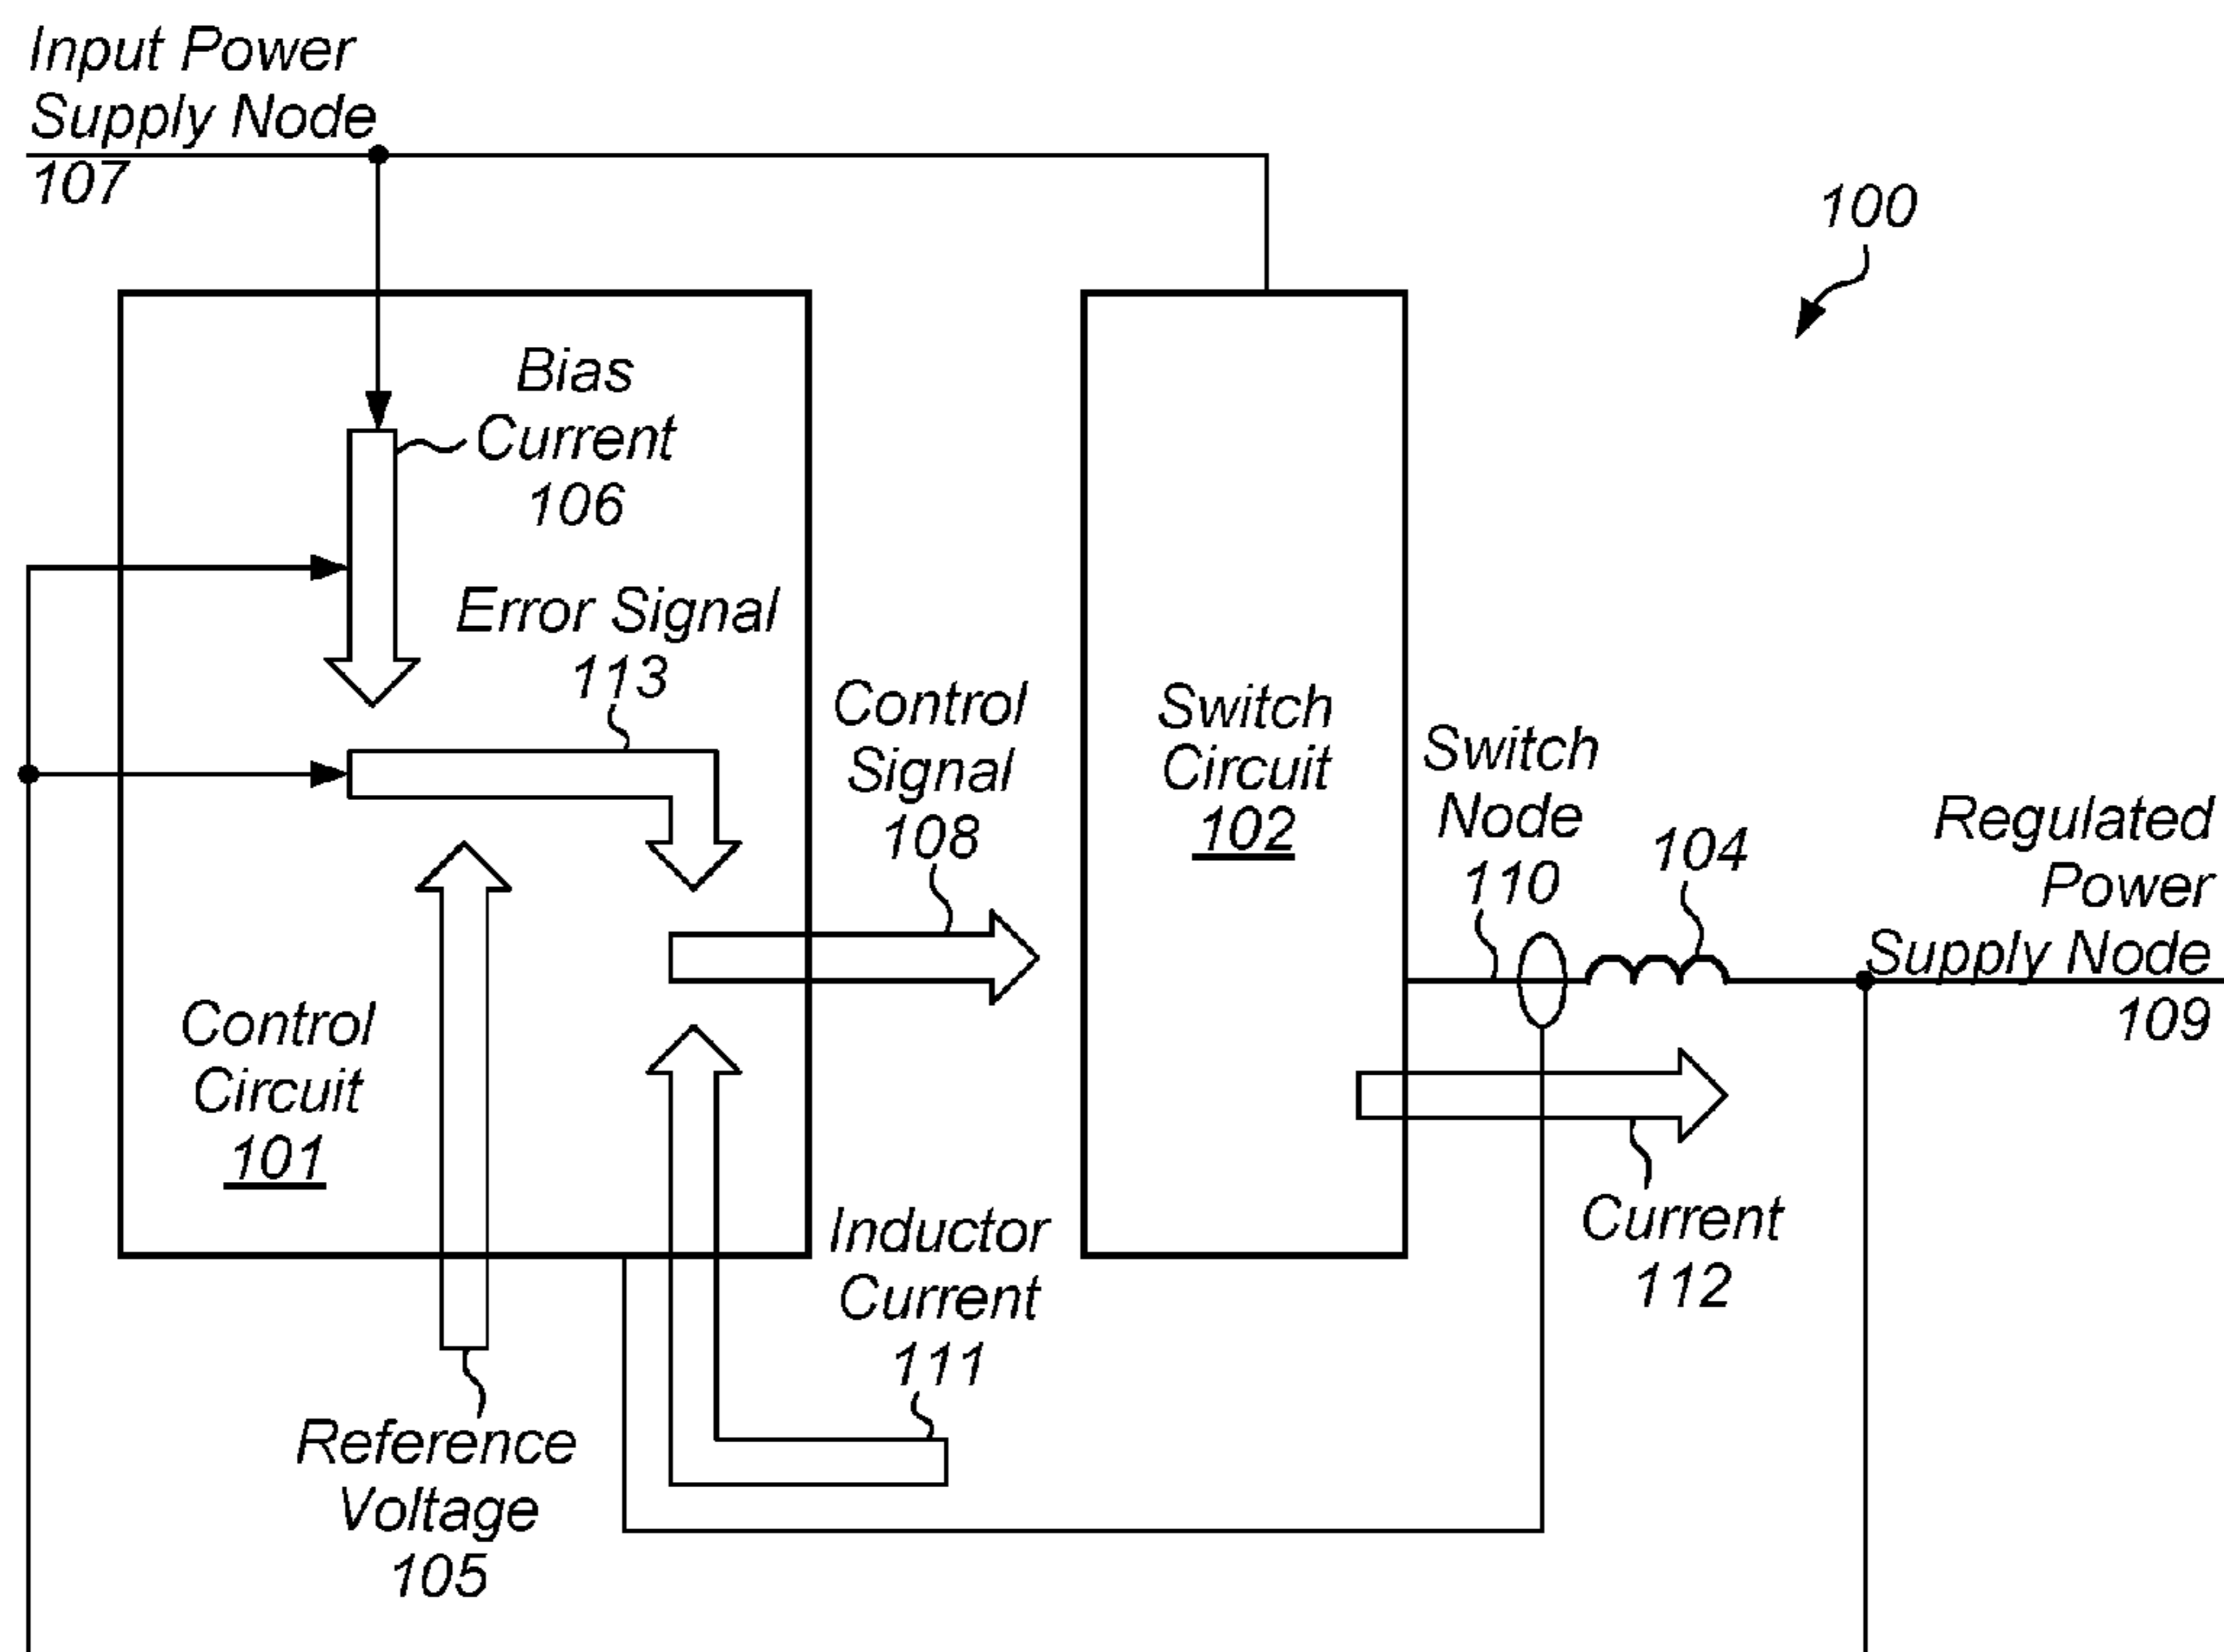 Input Power
Supply Node
107
100
Bias
Current
106
Error Signal
113
Control
Signal
108
Switch
Circuit
102
Switch
Node
110
104
Regulated
Power
Supply Node
109
Control
Circuit
101
Inductor
Current
111
Current
112
Reference
Voltage
105